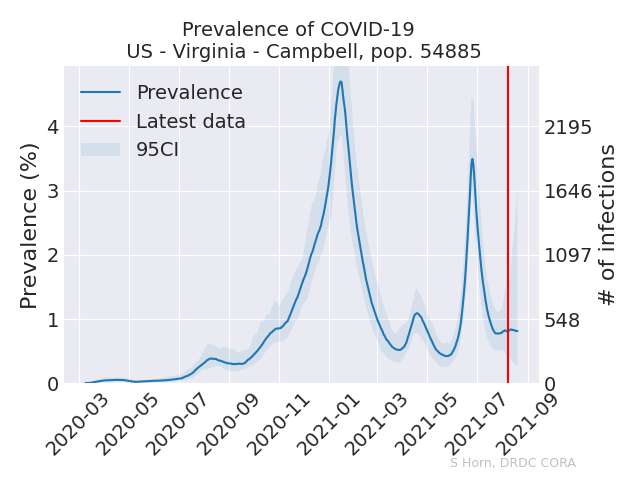 Prevalence of COVID-19
US - Virginia - Campbell, pop. 54885
Prevalence
Latest data
95CI
Prevalence (%)
4
3
2
1
0
2195
1646
1097
548
0
# of infections
2020-03
2020-05
2020-07
2020-09
2020-11
2021-01
2021-03
2021-05
2021-07
2021-09
S Horn, DRDC CORA